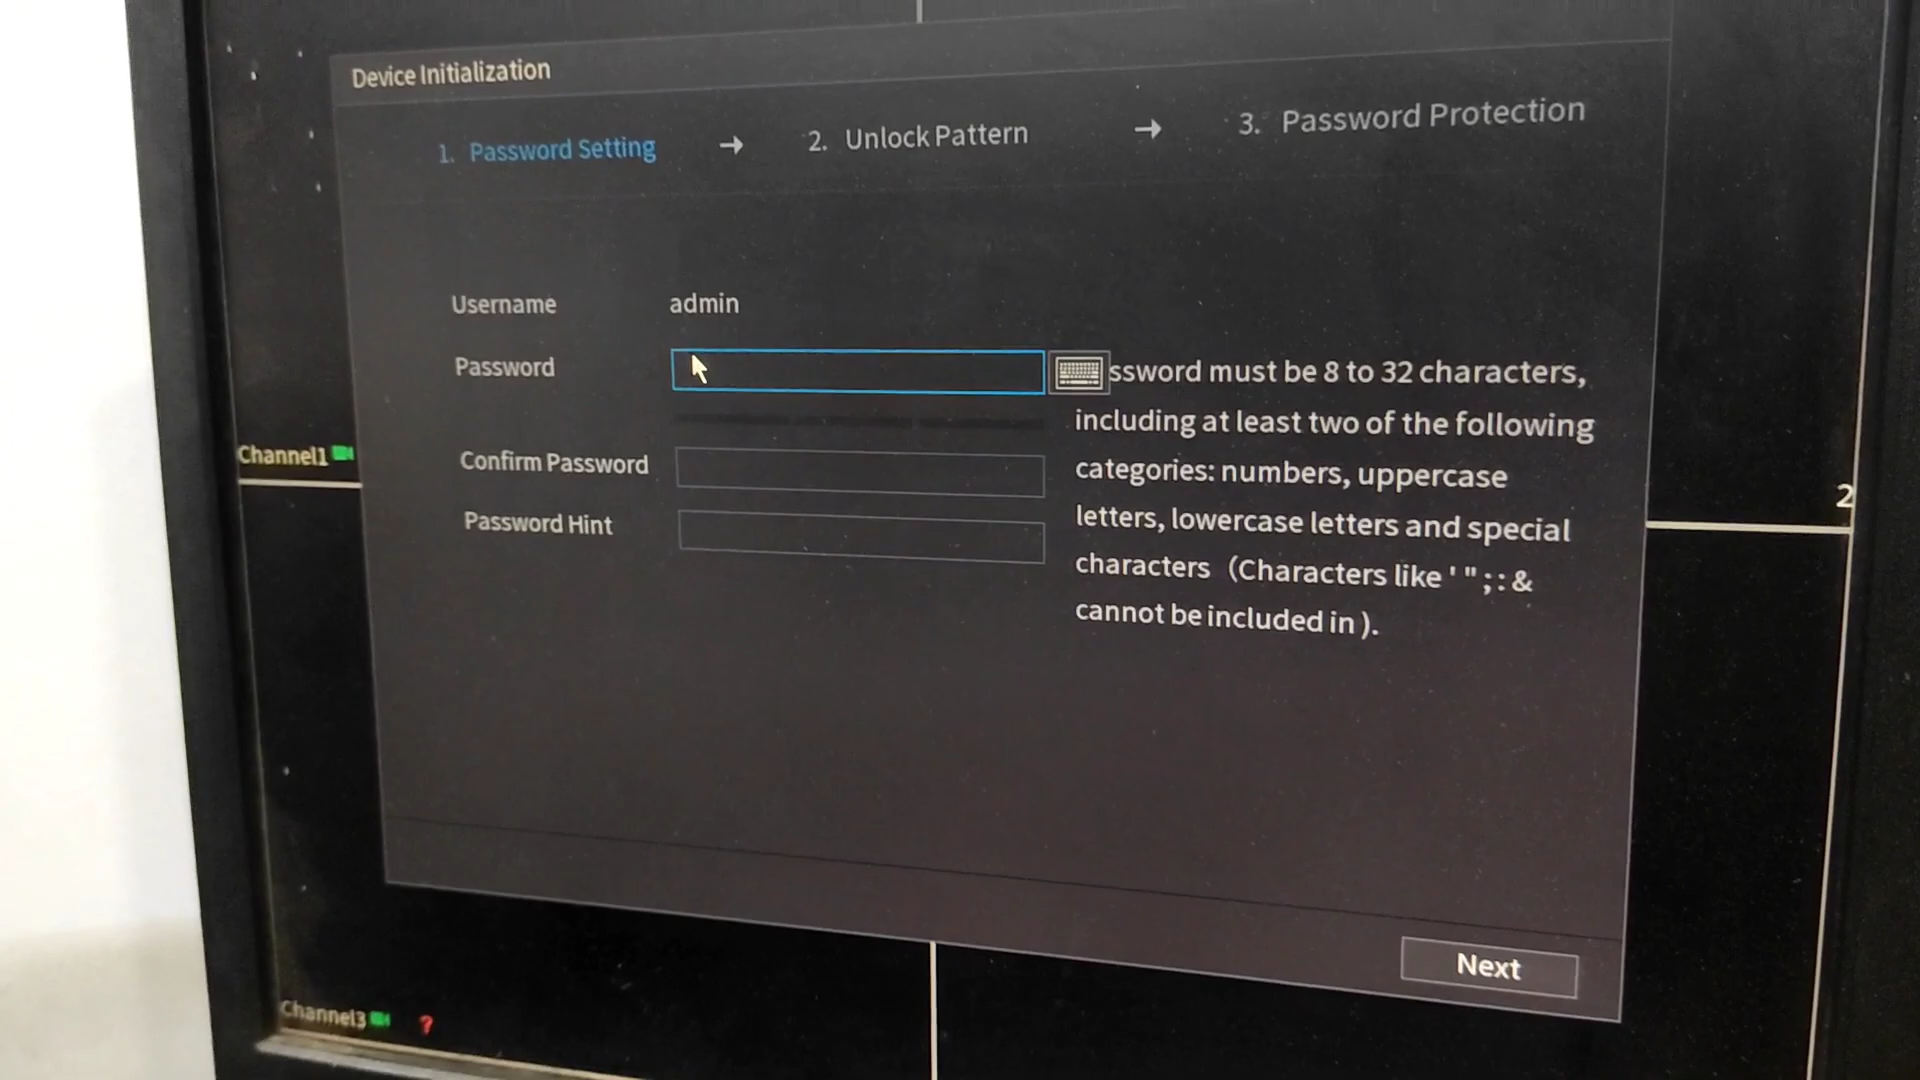 Device Initialization
1. Password Setting → 2. Unlock Pattern → 3. Password Protection
Username admin
Password
ssword must be 8 to 32 characters,
including at least two of the following
categories: numbers, uppercase
letters, lowercase letters and special
characters (Characters like ' " ; : &
cannot be included in ).
Confirm Password
Password Hint
Channel1
2
Next
Channel3 ?